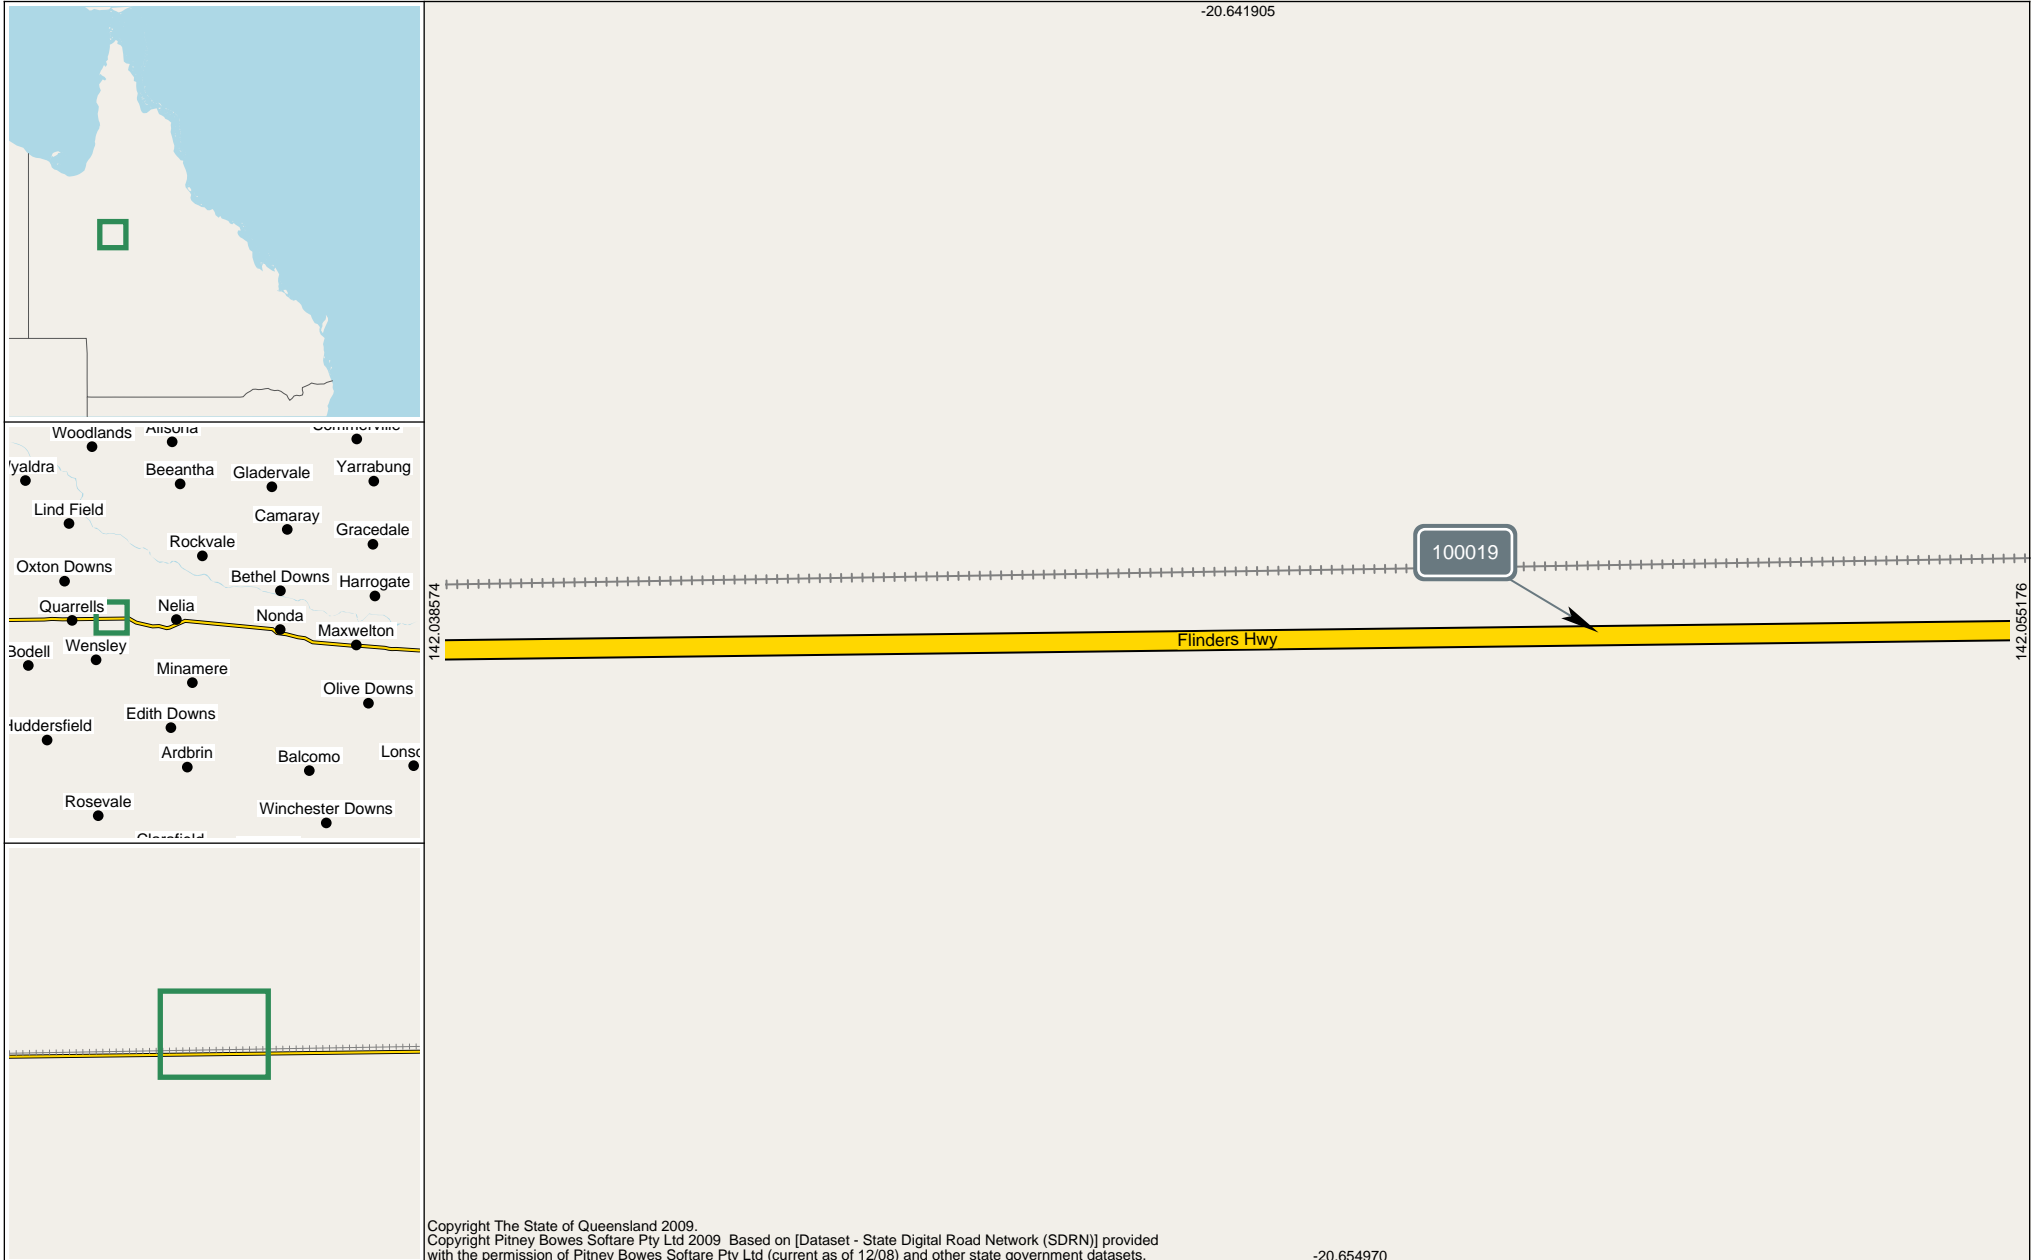 -20.641905
Woodlands
Yarrabung
Beeantha
Gladervale
Lind Field
Camaray
Gracedale
Rockvale
Oxton Downs
Bethel Downs
Harrogate
Quarrells
Nelia
Nonda
Maxwelton
Wensley
Minamere
Olive Downs
Edith Downs
Ardbrin
Balcomo
Rosevale
Winchester Downs
100019
142.038574
142.055176
Flinders Hwy
Copyright The State of Queensland 2009.
Copyright Pitney Bowes Softare Pty Ltd 2009 Based on [Dataset - State Digital Road Network (SDRN)] provided
with the permission of Pitney Bowes Softare Pty Ltd (current as of 12/08) and other state government datasets.
-20.654970